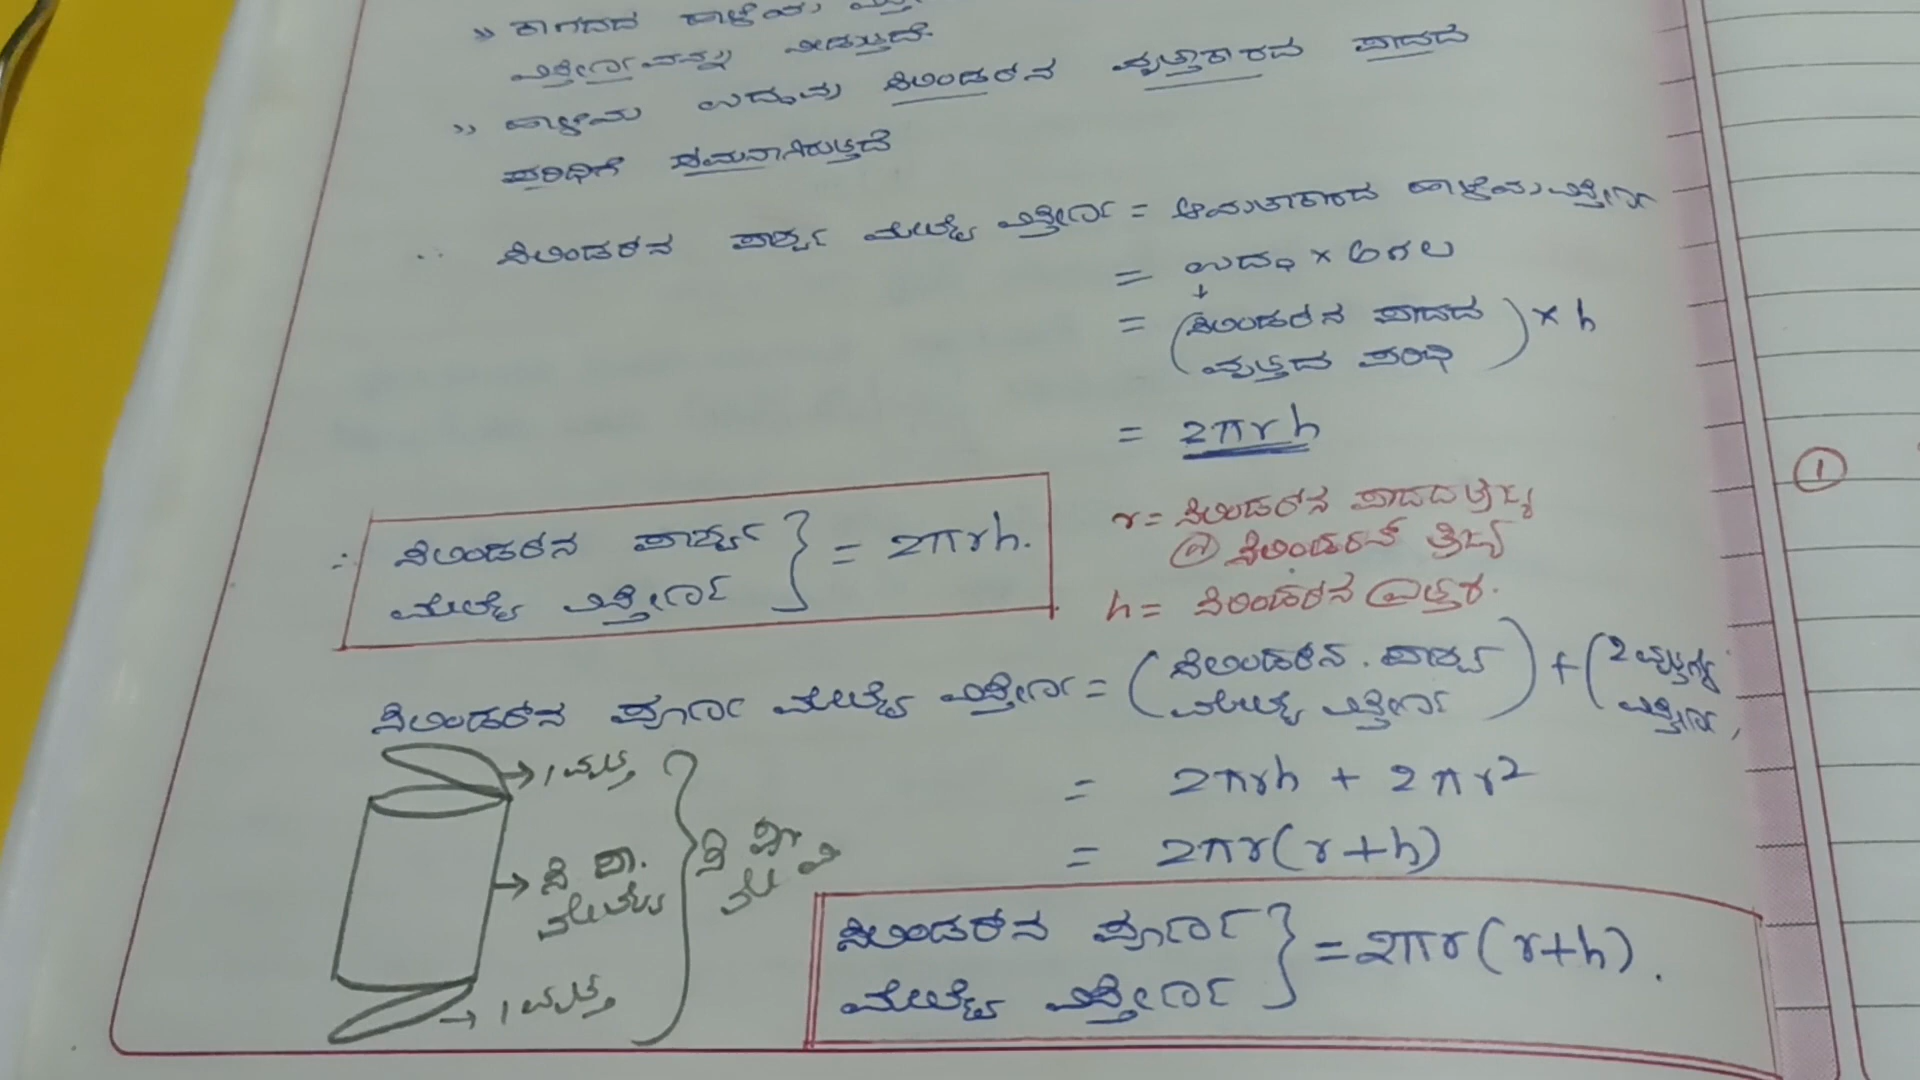 » ಕಾಗದದ ಹಾಳೆಯ
ವಿಸ್ತೀರ್ಣವನ್ನು ನೀಡುತ್ತದೆ.
» ಹಾಳೆಯ ಉದ್ದವು ಸಿಲಿಂಡರಿನ ವೃತ್ತಾಕಾರದ ಪಾದದ
ಪರಿಧಿಗೆ ಸಮನಾಗಿರುತ್ತದೆ
∴ ಸಿಲಿಂಡರಿನ ಪಾರ್ಶ್ವ ಮೇಲ್ಮೈ ವಿಸ್ತೀರ್ಣ = ಆಯತಾಕಾರದ ಹಾಳೆಯ ವಿಸ್ತೀರ್ಣ
= ಉದ್ದ × ಅಗಲ
= (ಸಿಲಿಂಡರಿನ ಪಾದದ ವೃತ್ತದ ಪರಿಧಿ) × h
= 2πrh
∴ ಸಿಲಿಂಡರಿನ ಪಾರ್ಶ್ವ
ಮೇಲ್ಮೈ ವಿಸ್ತೀರ್ಣ } = 2πrh.
r = ಸಿಲಿಂಡರಿನ ಪಾದದ ತ್ರಿಜ್ಯ
ಸಿಲಿಂಡರಿನ ತ್ರಿಜ್ಯ
h = ಸಿಲಿಂಡರಿನ ಎತ್ತರ.
ಸಿಲಿಂಡರಿನ ಪೂರ್ಣ ಮೇಲ್ಮೈ ವಿಸ್ತೀರ್ಣ = (ಸಿಲಿಂಡರಿನ ಪಾರ್ಶ್ವ ಮೇಲ್ಮೈ ವಿಸ್ತೀರ್ಣ) + (2 ವೃತ್ತಗಳ ವಿಸ್ತೀರ್ಣ
= 2πrh + 2πr²
= 2πr(r+h)
→ 1 ವೃತ್ತ
→ ಸಿ ಪಾ.
ಮೇಲ್ಮೈ
→ 1 ವೃತ್ತ
ಸಿಲಿಂಡರಿನ ಪೂರ್ಣ
ಮೇಲ್ಮೈ ವಿಸ್ತೀರ್ಣ } = 2πr(r+h).
1